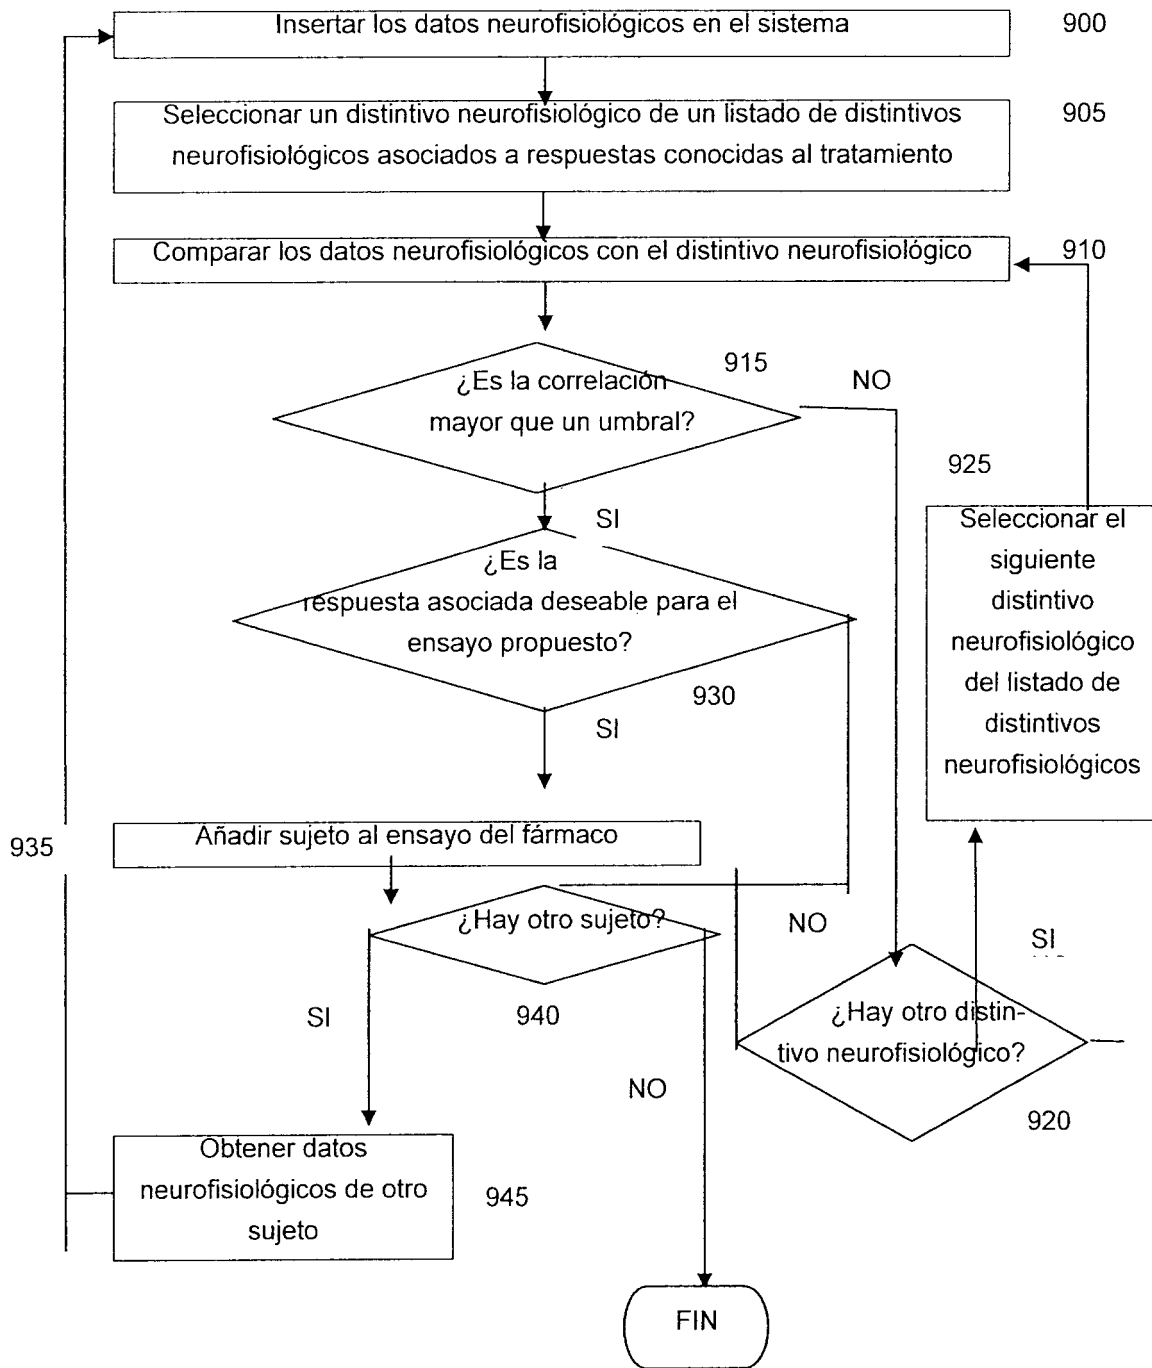 Insertar los datos neurofisiológicos en el sistema
900
Seleccionar un distintivo neurofisiológico de un listado de distintivos
neurofisiológicos asociados a respuestas conocidas al tratamiento
905
Comparar los datos neurofisiológicos con el distintivo neurofisiológico
910
¿Es la correlación
mayor que un umbral?
915
NO
SI
925
Seleccionar el
siguiente
distintivo
neurofisiológico
del listado de
distintivos
neurofisiológicos
¿Es la
respuesta asociada deseable para el
ensayo propuesto?
930
SI
935
Añadir sujeto al ensayo del fármaco
¿Hay otro sujeto?
NO
SI
SI
940
¿Hay otro distin-
tivo neurofisiológico?
NO
920
Obtener datos
neurofisiológicos de otro
sujeto
945
FIN